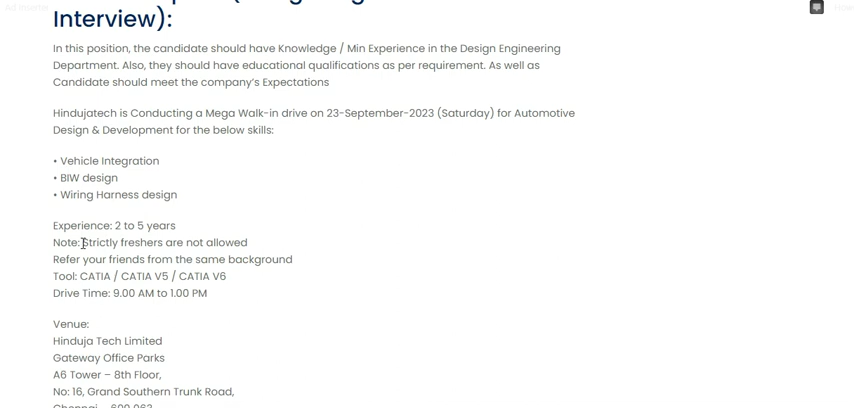 Interview):
In this position, the candidate should have Knowledge / Min Experience in the Design Engineering
Department. Also, they should have educational qualifications as per requirement. As well as
Candidate should meet the company's Expectations
Hindujatech is Conducting a Mega Walk-in drive on 23-September-2023 (Saturday) for Automotive
Design & Development for the below skills:
• Vehicle Integration
• BIW design
• Wiring Harness design
Experience: 2 to 5 years
Note: Strictly freshers are not allowed
Refer your friends from the same background
Tool: CATIA / CATIA V5 / CATIA V6
Drive Time: 9.00 AM to 1.00 PM
Venue:
Hinduja Tech Limited
Gateway Office Parks
A6 Tower – 8th Floor,
No: 16, Grand Southern Trunk Road,
Chennai – 600 063